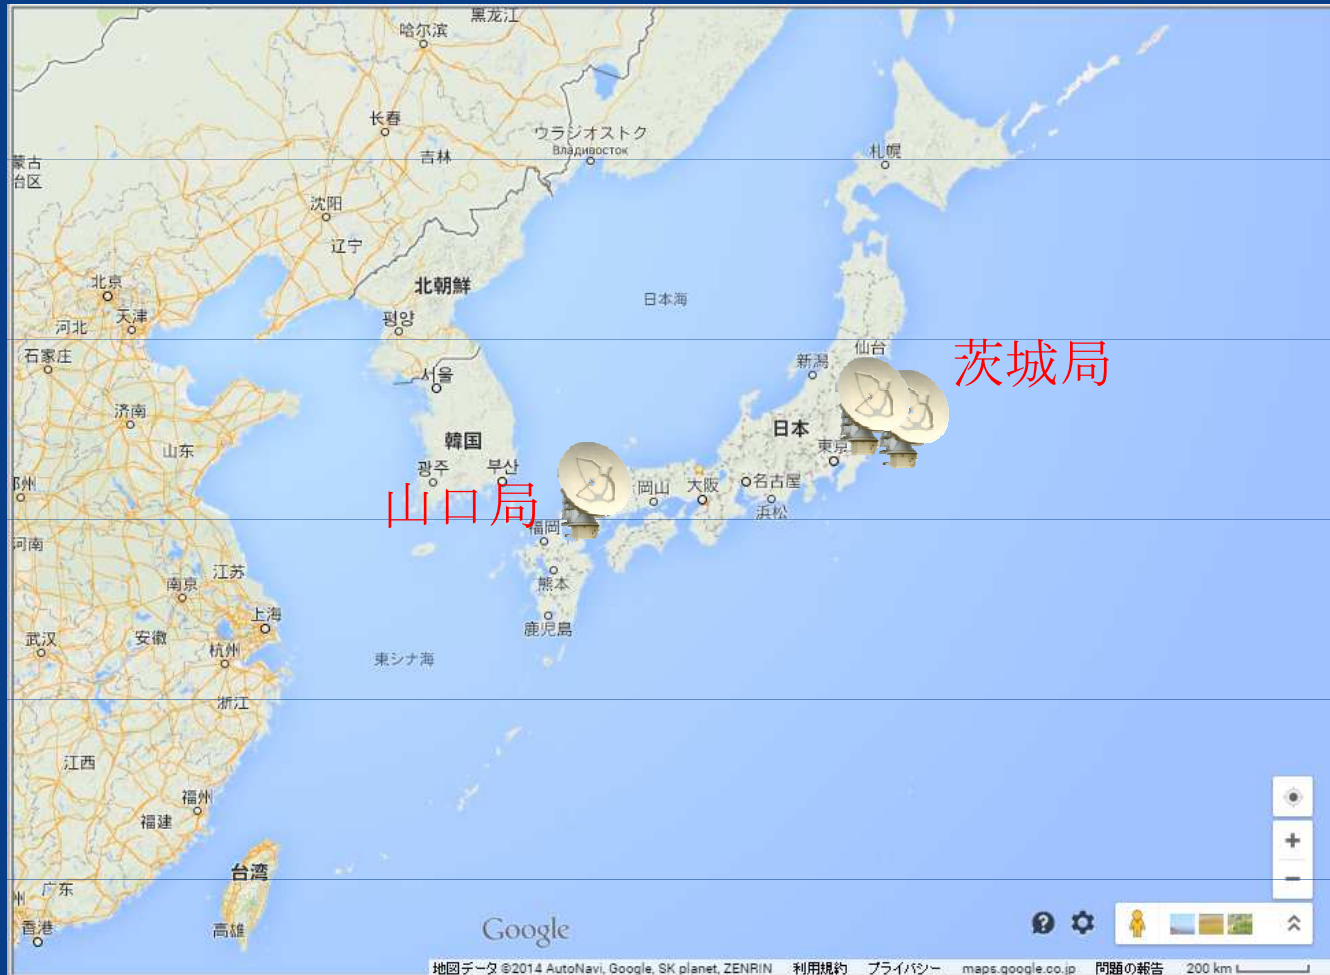 黑龙江
哈尔滨
长春
吉林
ウラジオストク
Владивосток
札幌
蒙古
治区
沈阳
辽宁
北京
天津
河北
石家庄
北朝鮮
평양
日本海
서울
济南
山东
韓国
광주
부산
新潟
仙台
茨城局
日本
東京
山口局
岡山
大阪
名古屋
浜松
福岡
熊本
鹿児島
河南
江苏
南京
上海
武汉
安徽
杭州
浙江
東シナ海
江西
福州
福建
台湾
广东
州
香港
高雄
Google
地図データ ©2014 AutoNavi, Google, SK planet, ZENRIN 利用規約 プライバシー maps.google.co.jp 問題の報告 200 km